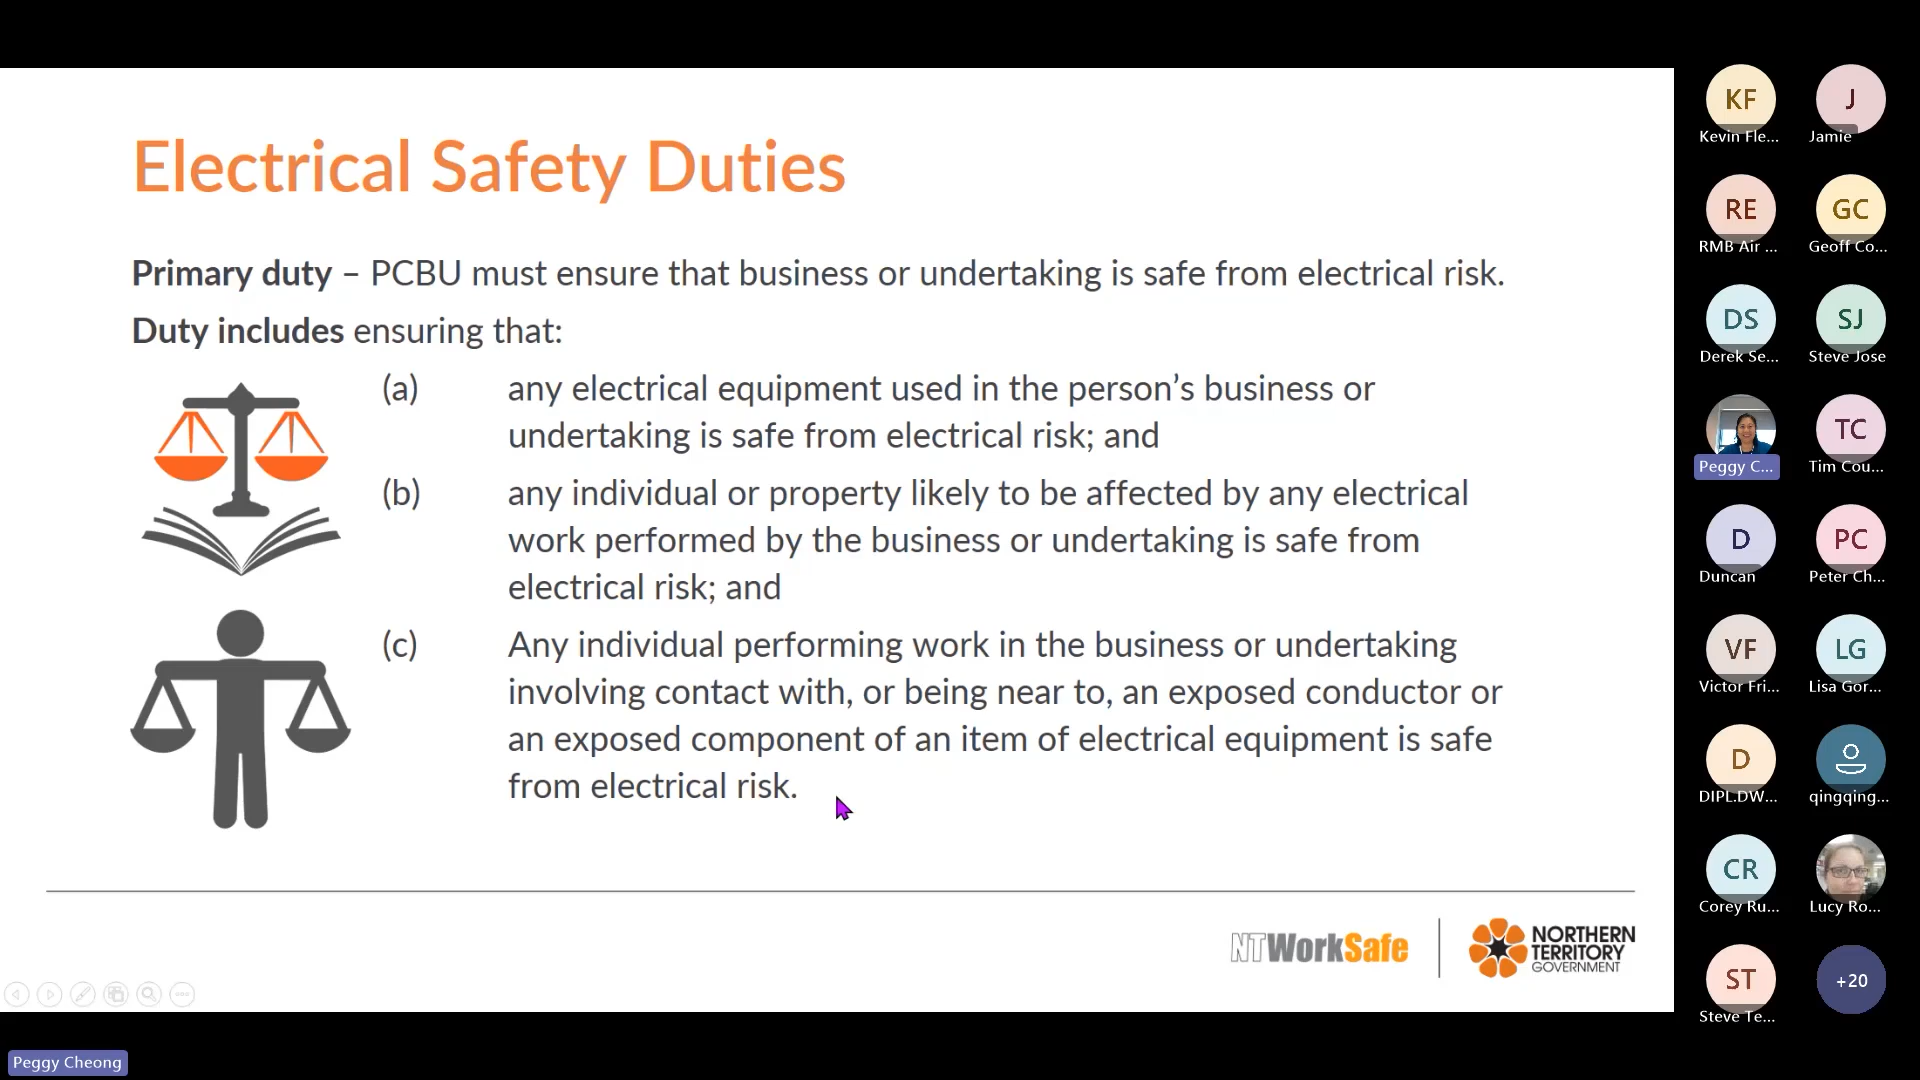 Electrical Safety Duties
Primary duty – PCBU must ensure that business or undertaking is safe from electrical risk.
Duty includes ensuring that:
(a) any electrical equipment used in the person’s business or
undertaking is safe from electrical risk; and
(b) any individual or property likely to be affected by any electrical
work performed by the business or undertaking is safe from
electrical risk; and
(c) Any individual performing work in the business or undertaking
involving contact with, or being near to, an exposed conductor or
an exposed component of an item of electrical equipment is safe
from electrical risk.
NTWorkSafe
NORTHERN
TERRITORY
GOVERNMENT
Peggy Cheong
KF J
Kevin Fle... Jamie
RE GC
RMB Air ... Geoff Co...
DS SJ
Derek Se... Steve Jose
TC
Peggy C... Tim Cou...
D PC
Duncan Peter Ch...
VF LG
Victor Fri... Lisa Gor...
D
DIPL.DW... qingqing...
CR
Corey Ru... Lucy Ro...
ST +20
Steve Te...